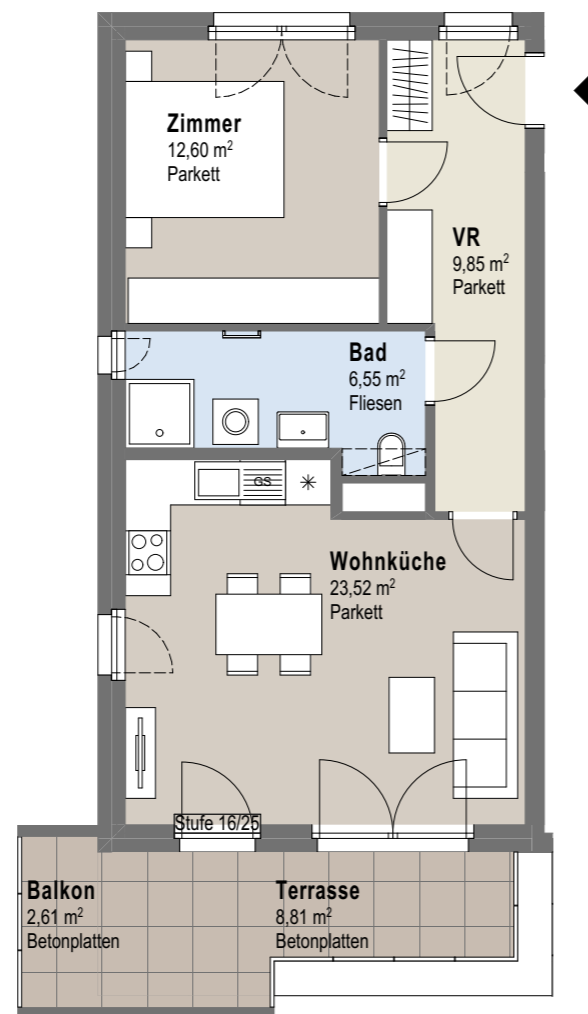 Zimmer
12,60 m²
Parkett
VR
9,85 m²
Parkett
Bad
6,55 m²
Fliesen
GS
Wohnküche
23,52 m²
Parkett
Stufe 16/25
Balkon
2,61 m²
Betonplatten
Terrasse
8,81 m²
Betonplatten